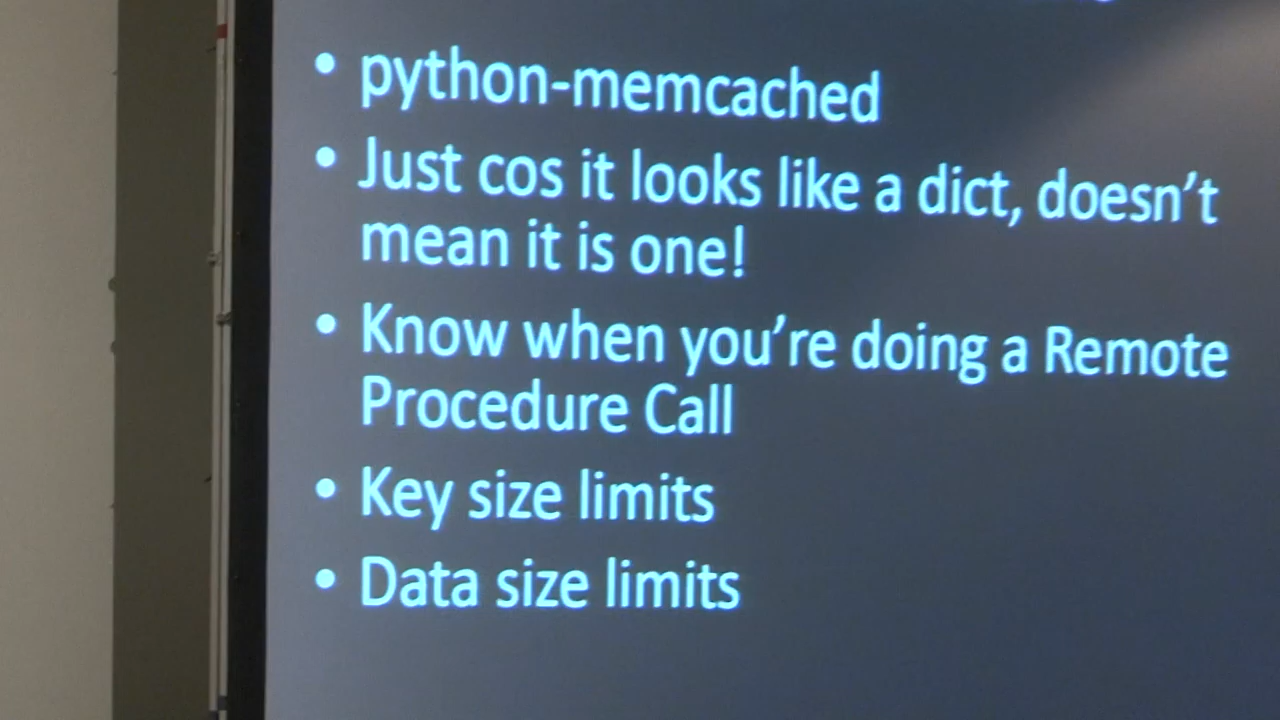 • python-memcached
• Just cos it looks like a dict, doesn’t
mean it is one!
• Know when you’re doing a Remote
Procedure Call
• Key size limits
• Data size limits